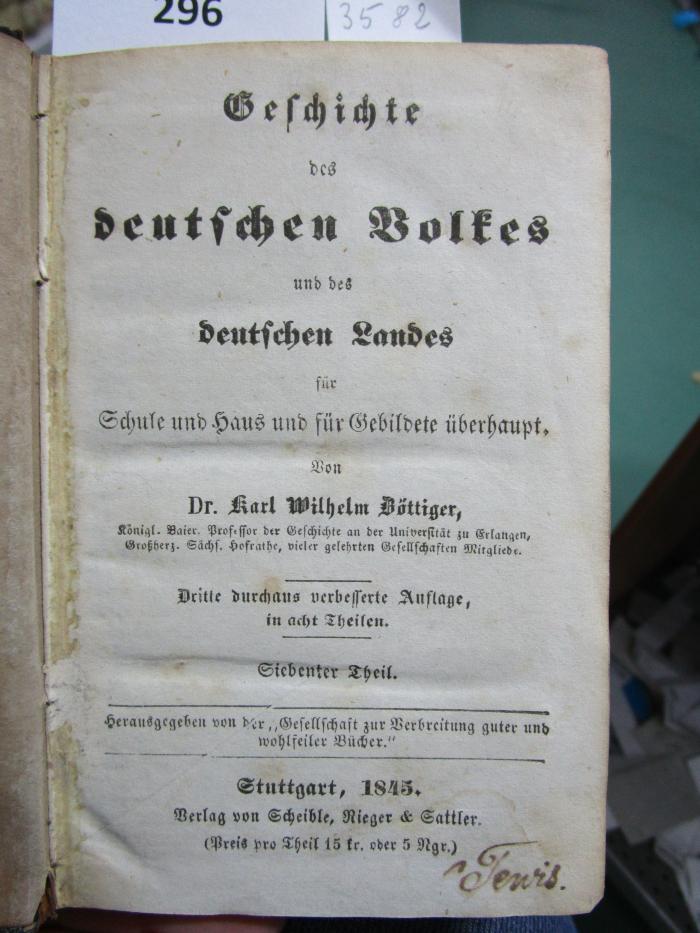 296
3582
Geschichte
des
deutschen Volkes
und des
deutschen Landes
für
Schule und Haus und für Gebildete überhaupt.
Von
Dr. Karl Wilhelm Böttiger,
Königl. Baier. Professor der Geschichte an der Universität zu Erlangen,
Großherz. Sächs. Hofrathe, vieler gelehrten Gesellschaften Mitgliede.
Dritte durchaus verbesserte Auflage,
in acht Theilen.
Siebenter Theil.
Herausgegeben von der „Gesellschaft zur Verbreitung guter und
wohlfeiler Bücher.“
Stuttgart, 1845.
Verlag von Scheible, Rieger & Sattler.
(Preis pro Theil 15 kr. oder 5 Ngr.)